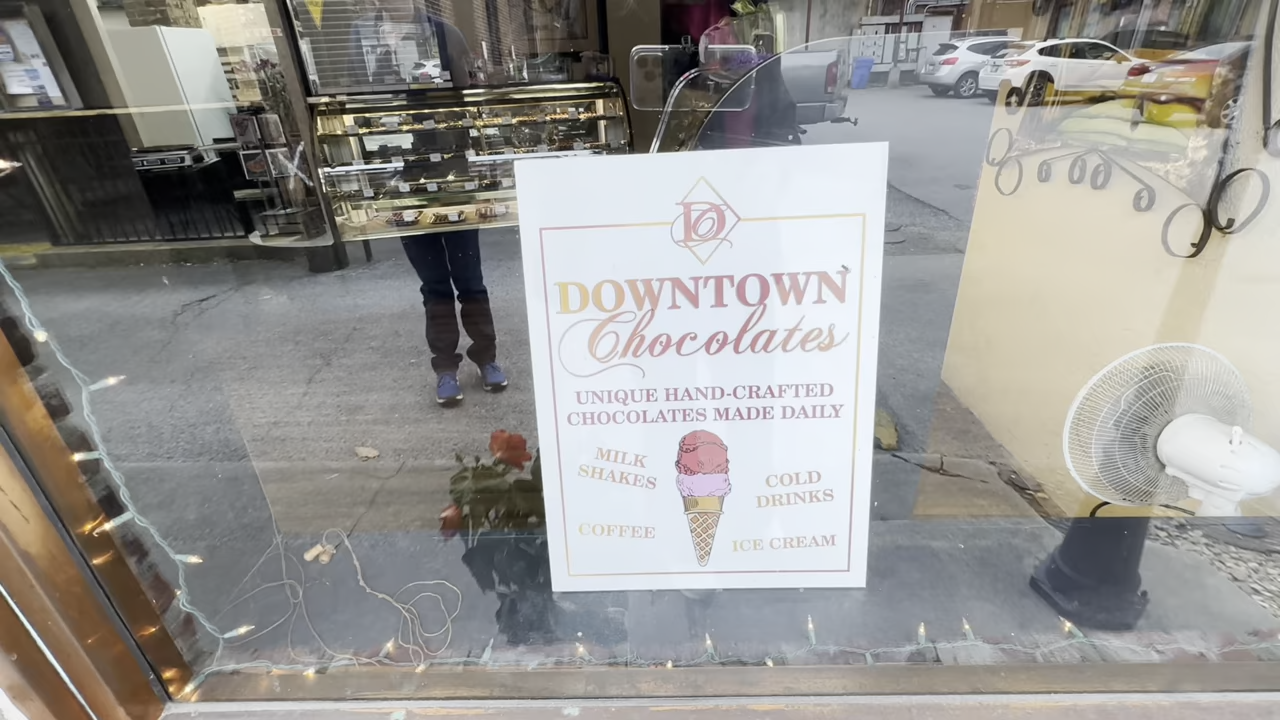 DC
DOWNTOWN
Chocolates
UNIQUE HAND-CRAFTED
CHOCOLATES MADE DAILY
MILK
SHAKES
COLD
DRINKS
COFFEE
ICE CREAM